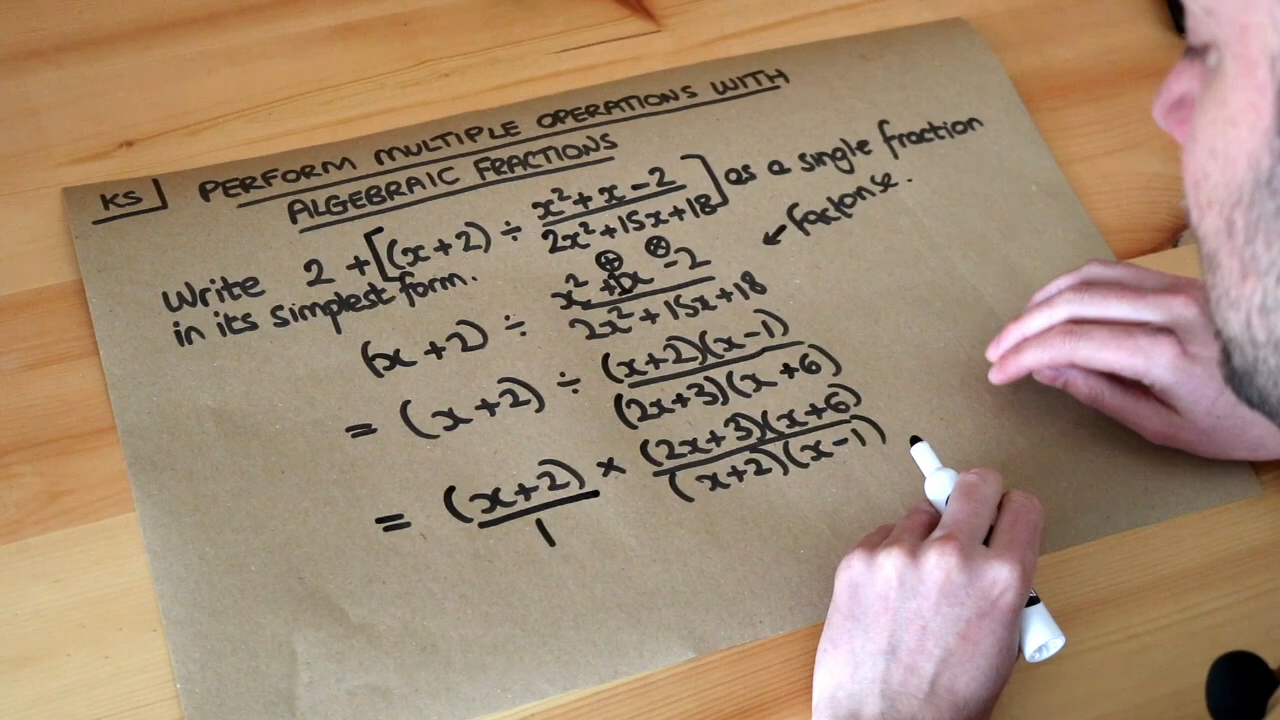 KS PERFORM MULTIPLE OPERATIONS WITH
ALGEBRAIC FRACTIONS
Write 2 + [(x+2) ÷ (x² + x - 2)/(2x² + 15x + 18)] as a single fraction
in its simplest form.
(x+2) ÷ (x² + 1x - 2)/(2x² + 15x + 18) ↙ factorise.
⊕ ⊗
= (x+2) ÷ (x+2)(x-1)/(2x+3)(x+6)
= (x+2)/1 × (2x+3)(x+6)/(x+2)(x-1)